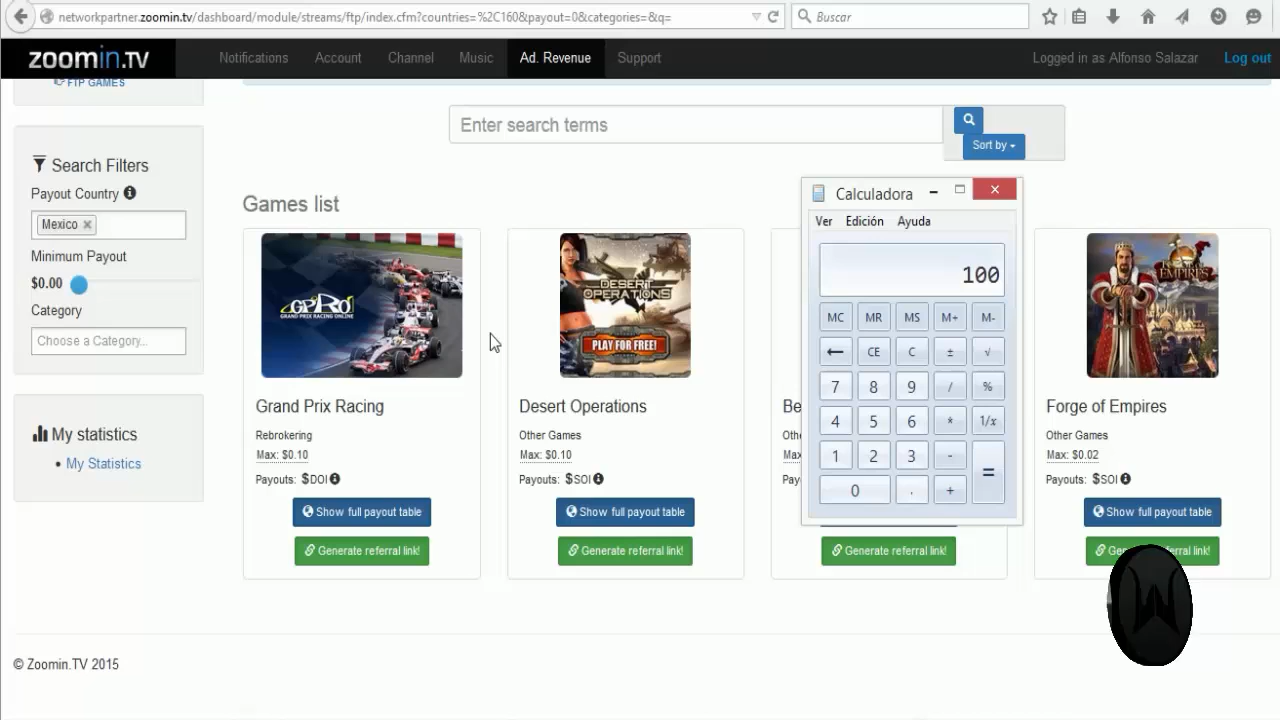 networkpartner.zoomin.tv/dashboard/module/streams/ftp/index.cfm?countries=%2C160&payout=0&categories=&q=
Buscar
zoomin.TV
Notifications
Account
Channel
Music
Ad. Revenue
Support
Logged in as Alfonso Salazar
Log out
FTP GAMES
Enter search terms
Sort by
Search Filters
Payout Country
Mexico
Minimum Payout
$0.00
Category
Choose a Category...
My statistics
My Statistics
Games list
GPRO
GRAND PRIX RACING ONLINE
Grand Prix Racing
Rebrokering
Max: $0.10
Payouts: $DOI
Show full payout table
Generate referral link!
DESERT
OPERATIONS
PLAY FOR FREE!
Desert Operations
Other Games
Max: $0.10
Payouts: $SOI
Show full payout table
Generate referral link!
Calculadora
Ver Edición Ayuda
100
MC MR MS M+ M-
← CE C ± √
7 8 9 / %
4 5 6 * 1/x
1 2 3 - =
0 . +
Generate referral link!
Forge of Empires
Other Games
Max: $0.02
Payouts: $SOI
Show full payout table
© Zoomin.TV 2015